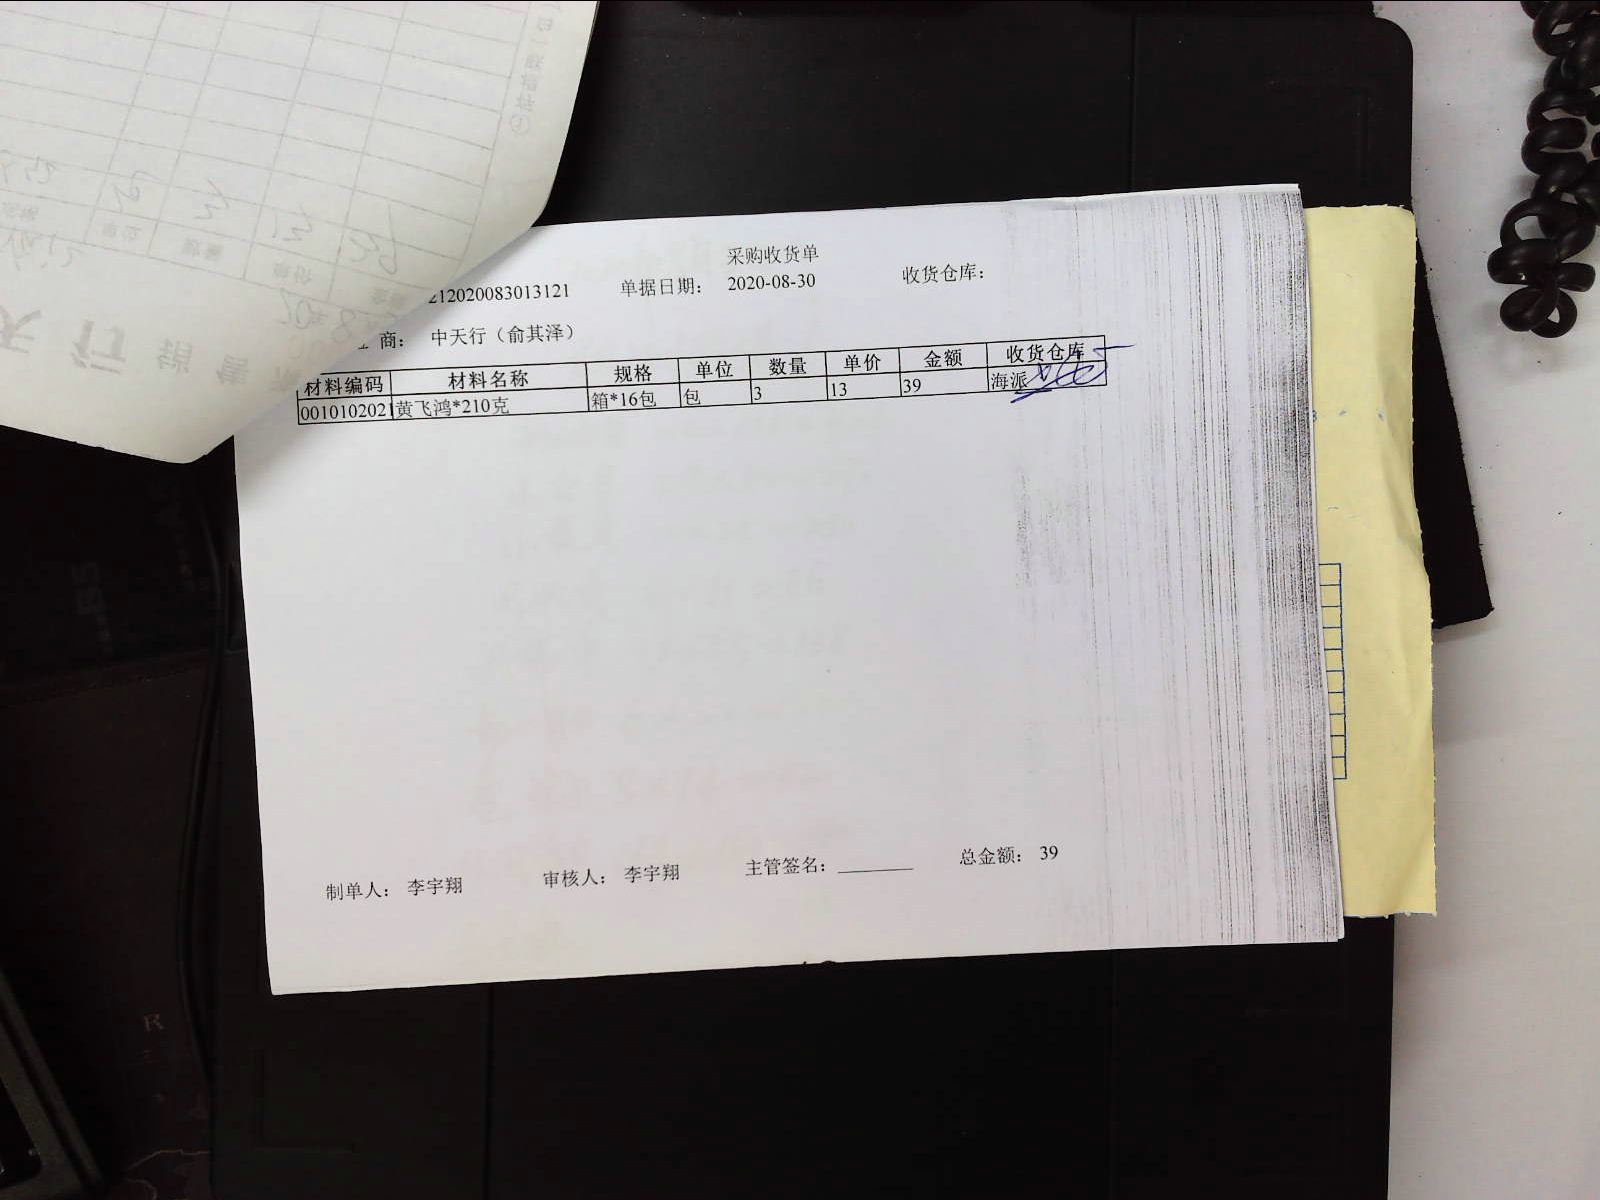 采购收货单
212020083013121 单据日期： 2020-08-30 收货仓库：
商： 中天行（俞其泽）
材料编码 材料名称 规格 单位 数量 单价 金额 收货仓库
0010102021 黄飞鸿*210克 箱*16包 包 3 13 39 海派
制单人： 李宇翔 审核人： 李宇翔 主管签名： 总金额： 39